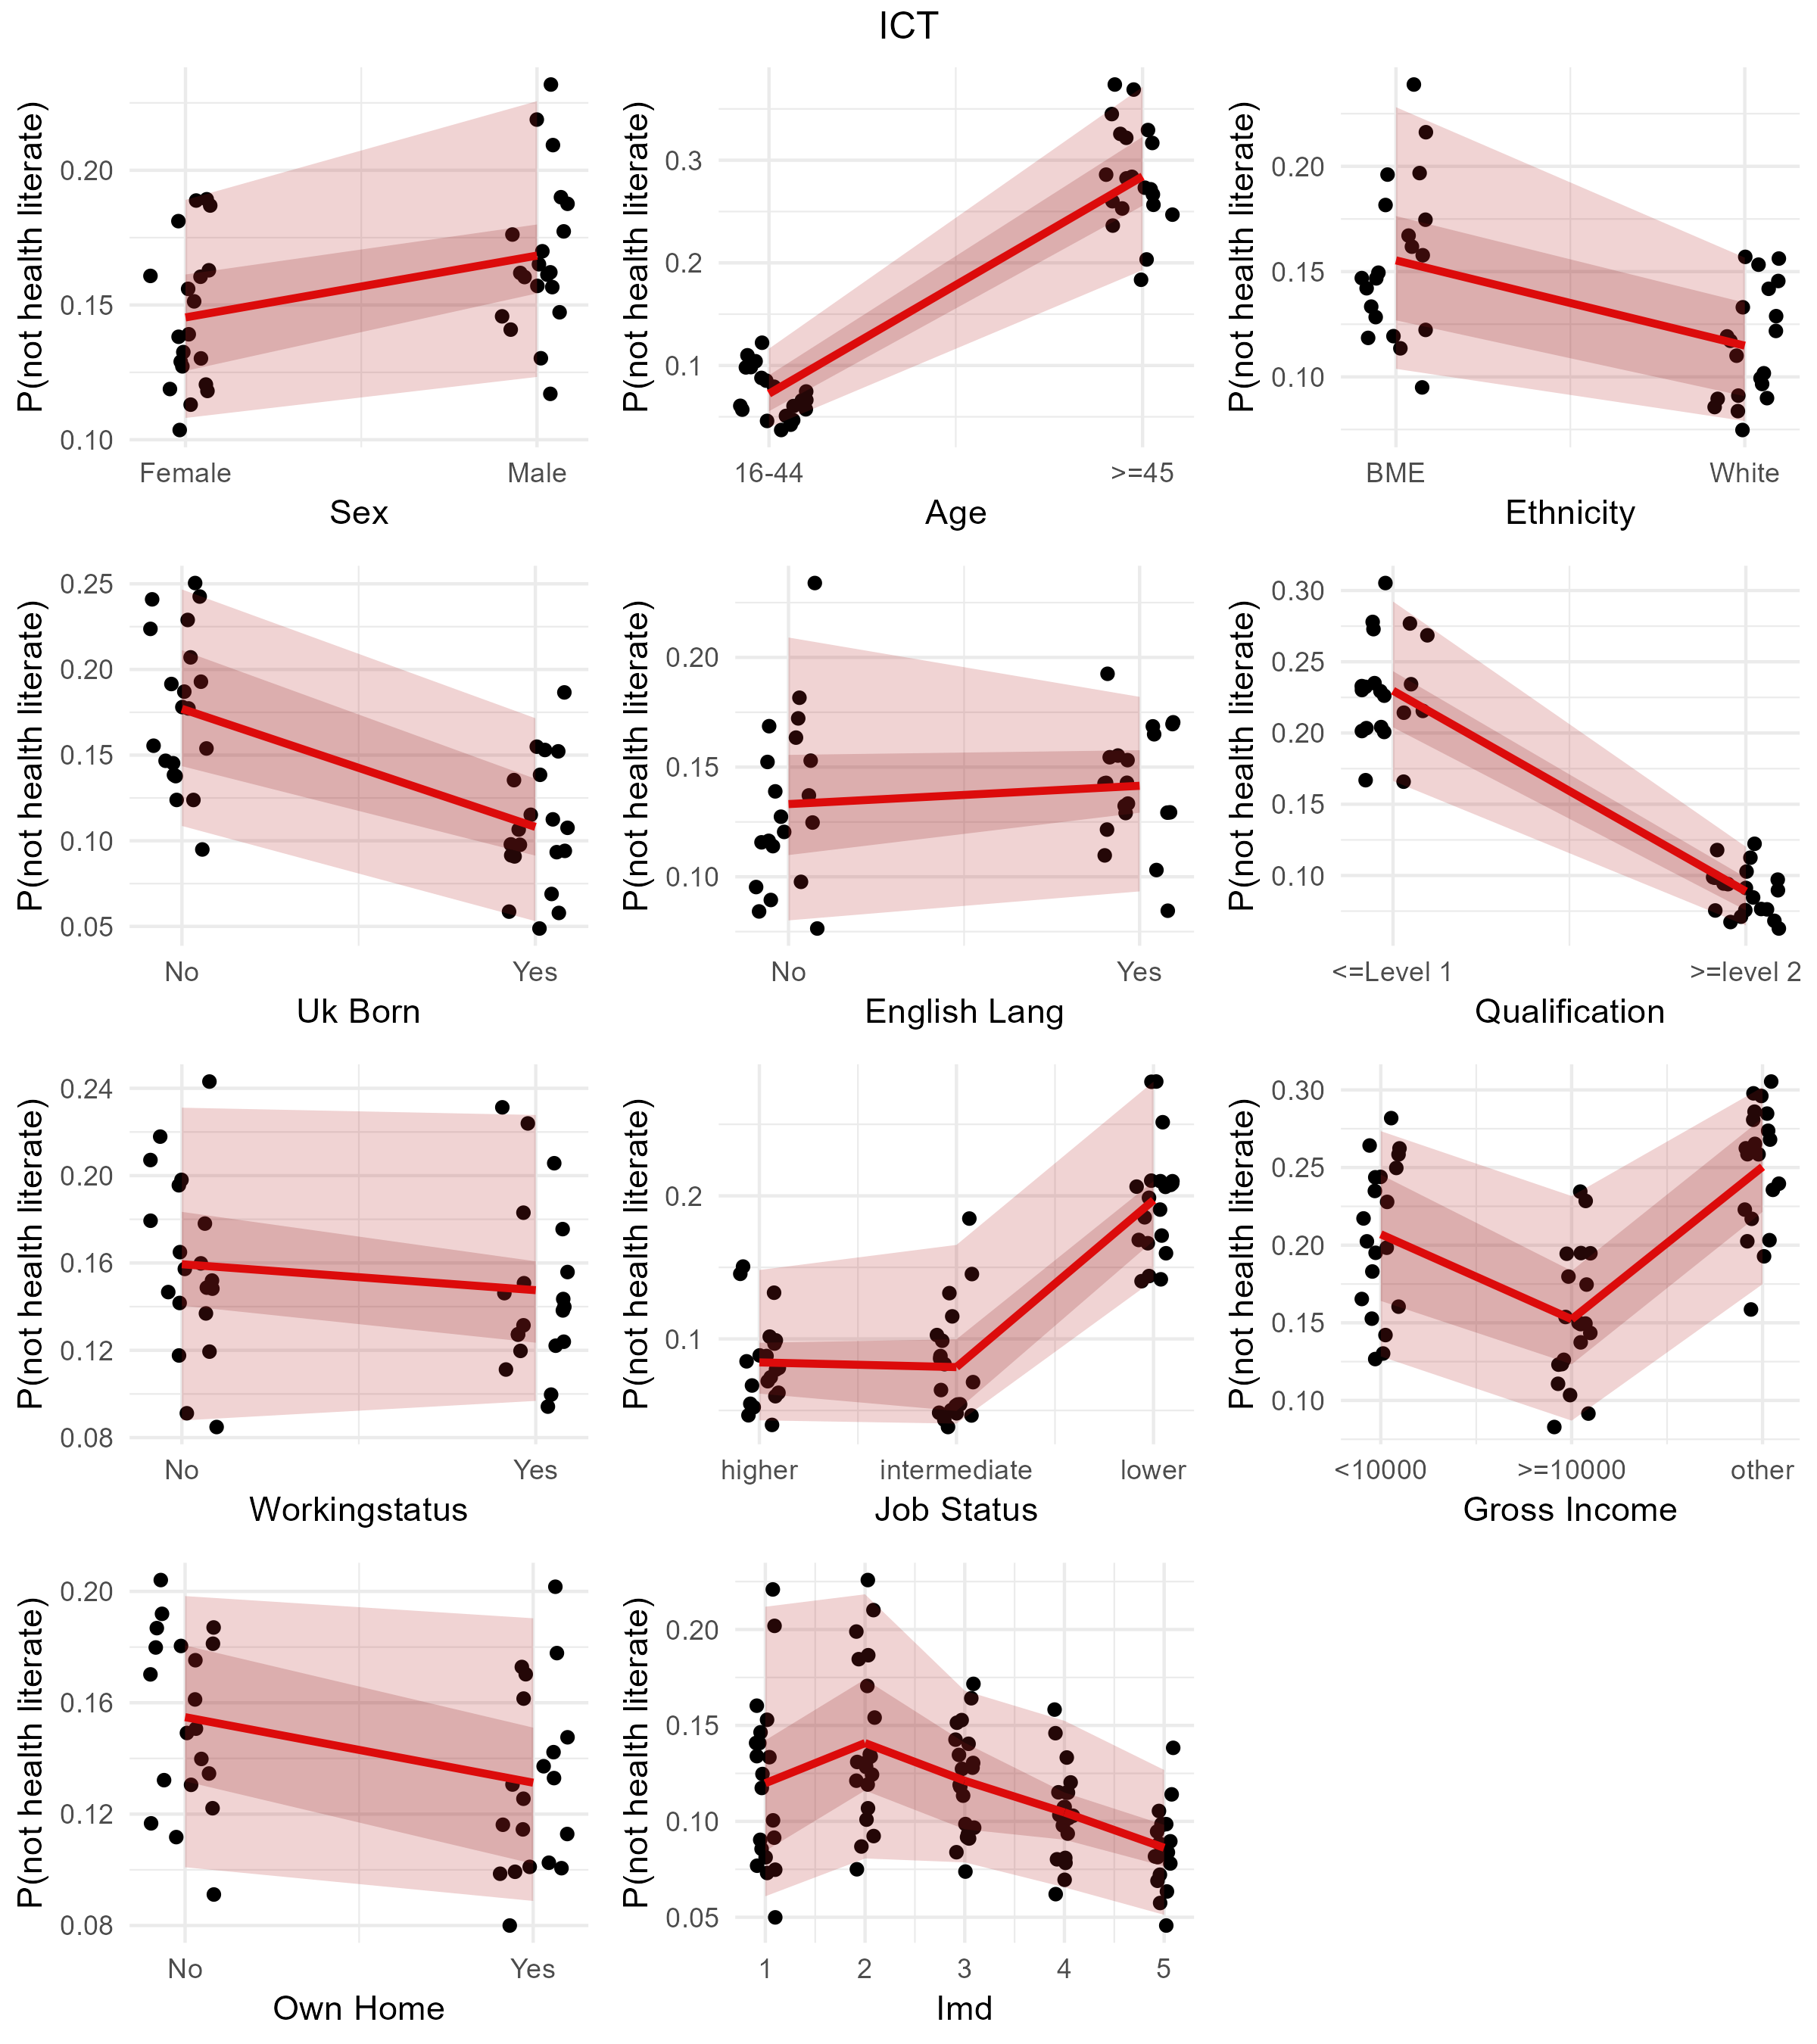 ICT
P(not health literate)
0.20
0.15
0.10
Female Male
Sex
P(not health literate)
0.3
0.2
0.1
16-44 >=45
Age
P(not health literate)
0.20
0.15
0.10
BME White
Ethnicity
P(not health literate)
0.25
0.20
0.15
0.10
0.05
No Yes
Uk Born
P(not health literate)
0.20
0.15
0.10
No Yes
English Lang
P(not health literate)
0.30
0.25
0.20
0.15
0.10
<=Level 1 >=level 2
Qualification
P(not health literate)
0.24
0.20
0.16
0.12
0.08
No Yes
Workingstatus
P(not health literate)
0.2
0.1
higher intermediate lower
Job Status
P(not health literate)
0.30
0.25
0.20
0.15
0.10
<10000 >=10000 other
Gross Income
P(not health literate)
0.20
0.16
0.12
0.08
No Yes
Own Home
P(not health literate)
0.20
0.15
0.10
0.05
1 2 3 4 5
Imd